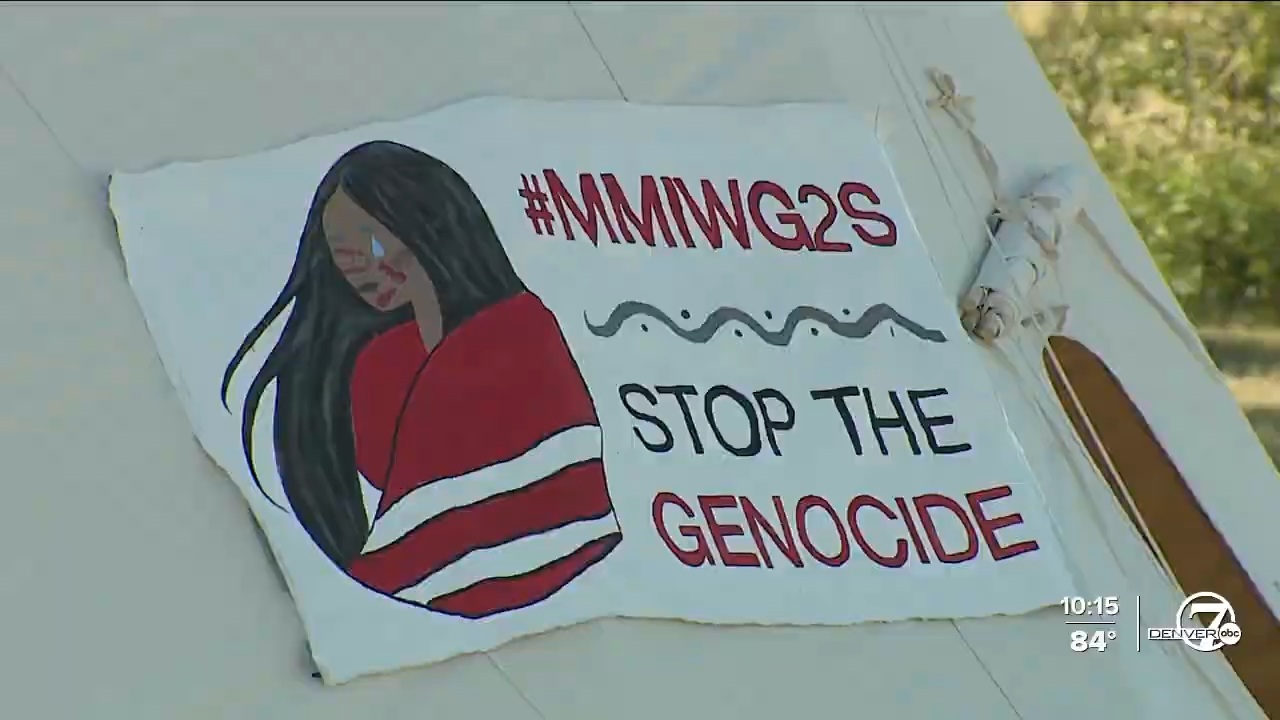 #MMIWG2S
STOP THE
GENOCIDE
10:15
84°
DENVER 7 abc